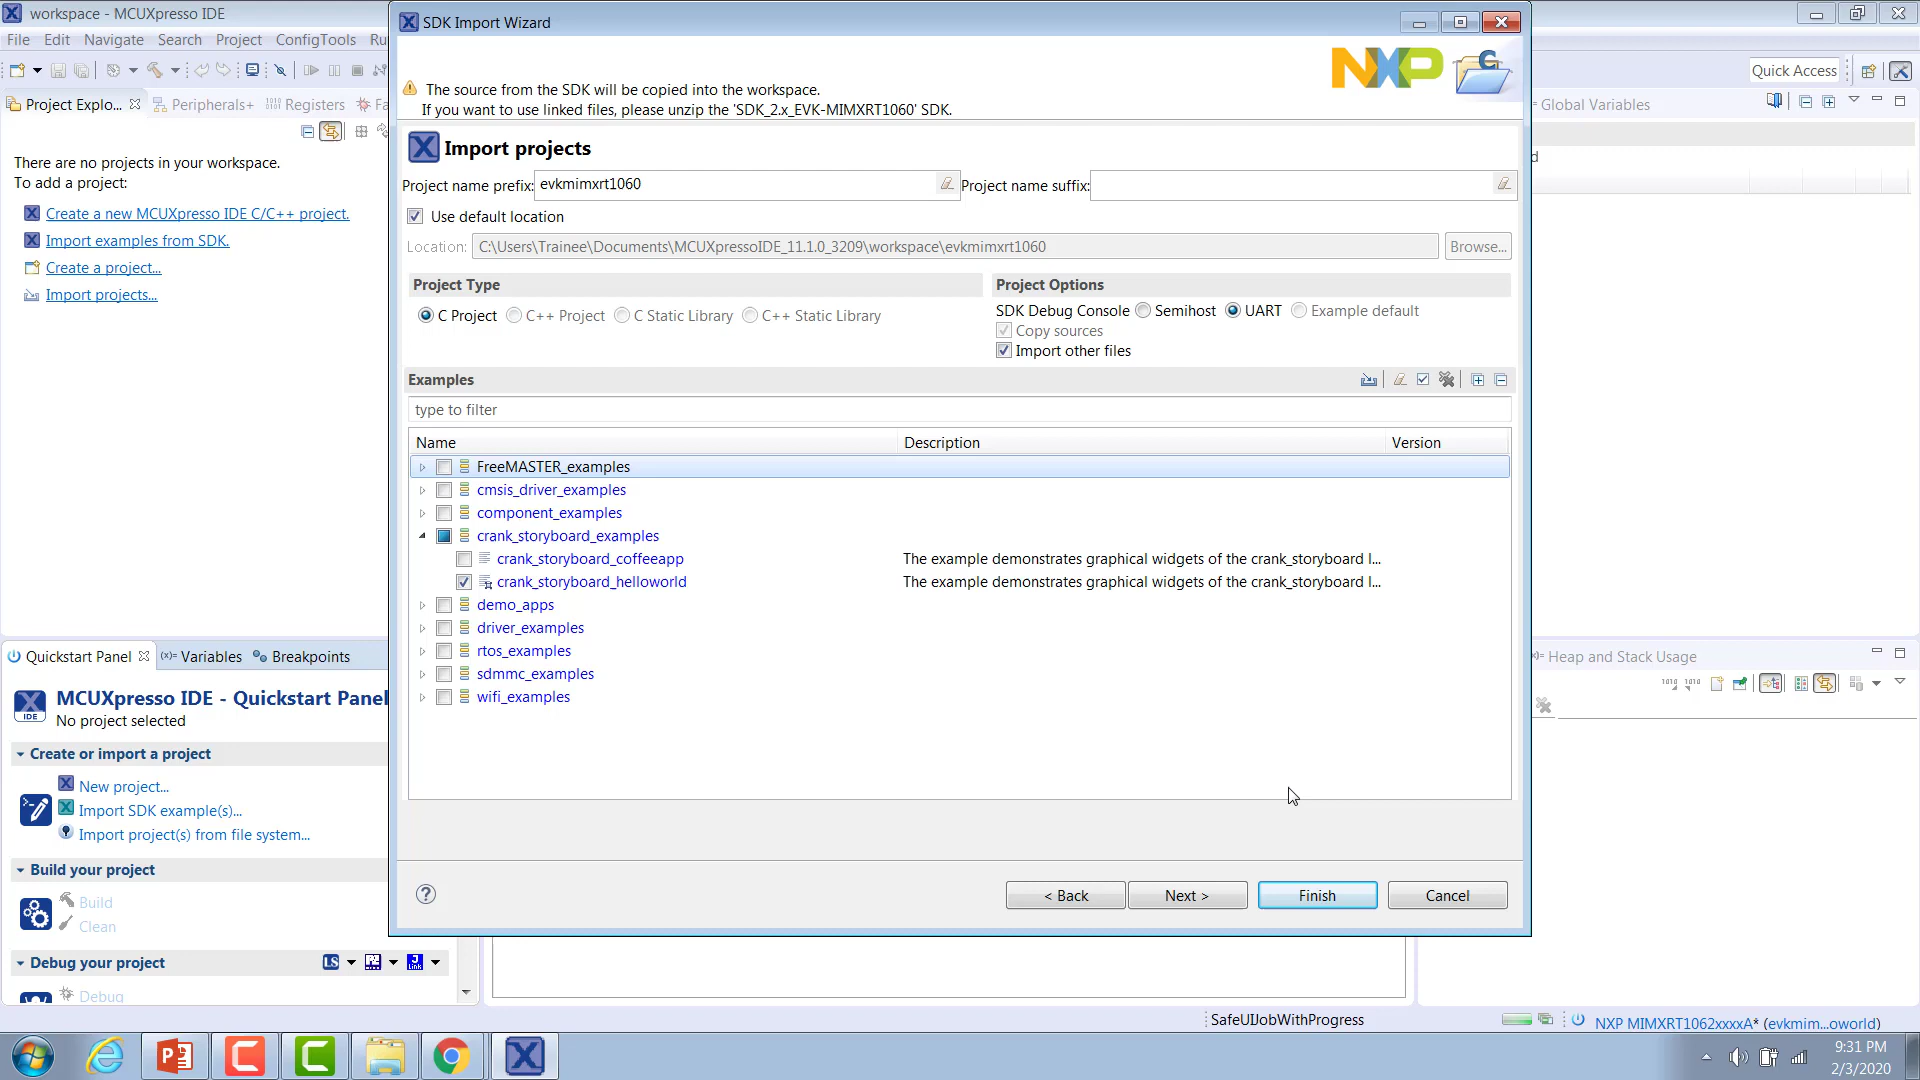 workspace - MCUXpresso IDE
File Edit Navigate Search Project ConfigTools Ru
Quick Access
Project Explo... Peripherals+ Registers Fa
Global Variables
There are no projects in your workspace.
To add a project:
Create a new MCUXpresso IDE C/C++ project.
Import examples from SDK.
Create a project...
Import projects...
SDK Import Wizard
NXP
The source from the SDK will be copied into the workspace.
If you want to use linked files, please unzip the 'SDK_2.x_EVK-MIMXRT1060' SDK.
Import projects
Project name prefix: evkmimxrt1060 Project name suffix:
Use default location
Location: C:\Users\Trainee\Documents\MCUXpressoIDE_11.1.0_3209\workspace\evkmimxrt1060 Browse...
Project Type
C Project C++ Project C Static Library C++ Static Library
Project Options
SDK Debug Console Semihost UART Example default
Copy sources
Import other files
Examples
type to filter
Name Description Version
FreeMASTER_examples
cmsis_driver_examples
component_examples
crank_storyboard_examples
crank_storyboard_coffeeapp The example demonstrates graphical widgets of the crank_storyboard l...
crank_storyboard_helloworld The example demonstrates graphical widgets of the crank_storyboard l...
demo_apps
driver_examples
rtos_examples
sdmmc_examples
wifi_examples
< Back Next > Finish Cancel
Quickstart Panel (x)= Variables Breakpoints
MCUXpresso IDE - Quickstart Panel
No project selected
IDE
Create or import a project
New project...
Import SDK example(s)...
Import project(s) from file system...
Build your project
Build
Clean
Debug your project LS
Debug
Heap and Stack Usage
SafeUIJobWithProgress
NXP MIMXRT1062xxxxA* (evkmim...oworld)
9:31 PM
2/3/2020